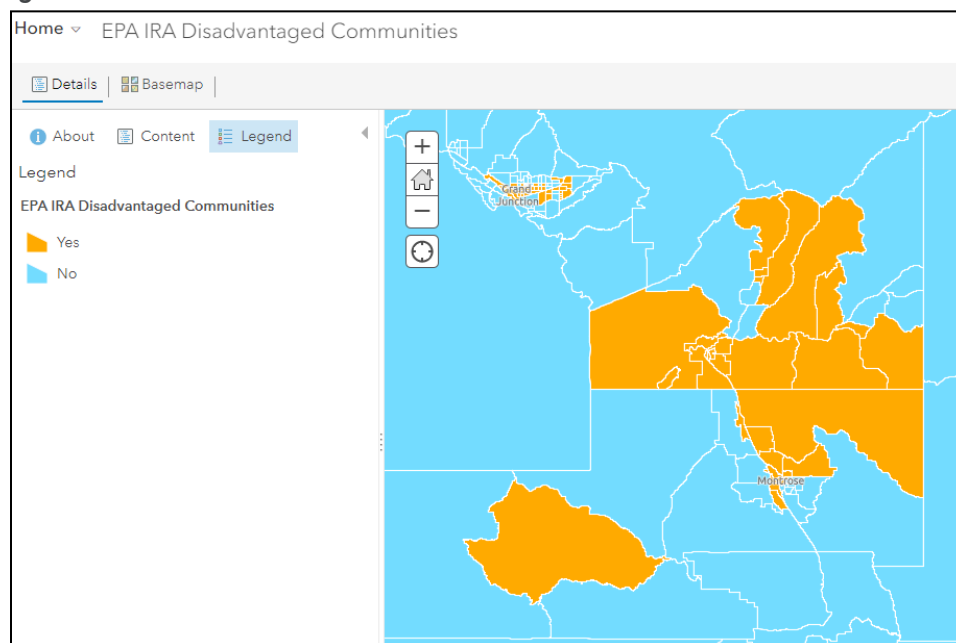 Home EPA IRA Disadvantaged Communities
Details Basemap
About Content Legend
Legend
EPA IRA Disadvantaged Communities
Yes
No
+
−
Grand
Junction
Montrose